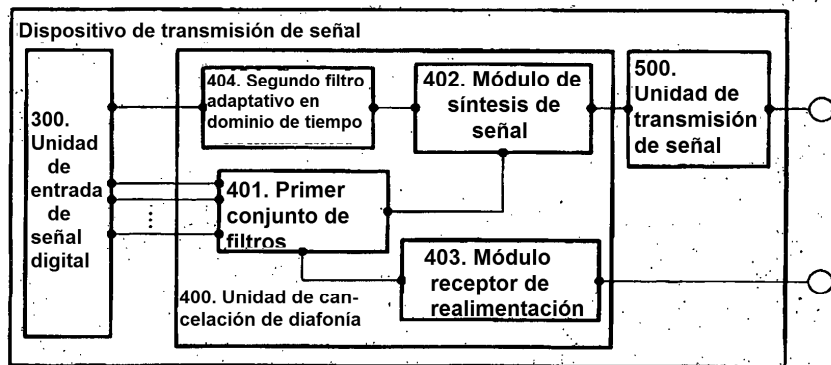 Dispositivo de transmisión de señal
300.
Unidad
de
entrada
de
señal
digital
404. Segundo filtro
adaptativo en
dominio de tiempo
402. Módulo de
síntesis de
señal
500.
Unidad de
transmisión
de señal
401. Primer
conjunto de
filtros
403. Módulo
receptor de
realimentación
400. Unidad de can-
celación de diafonía